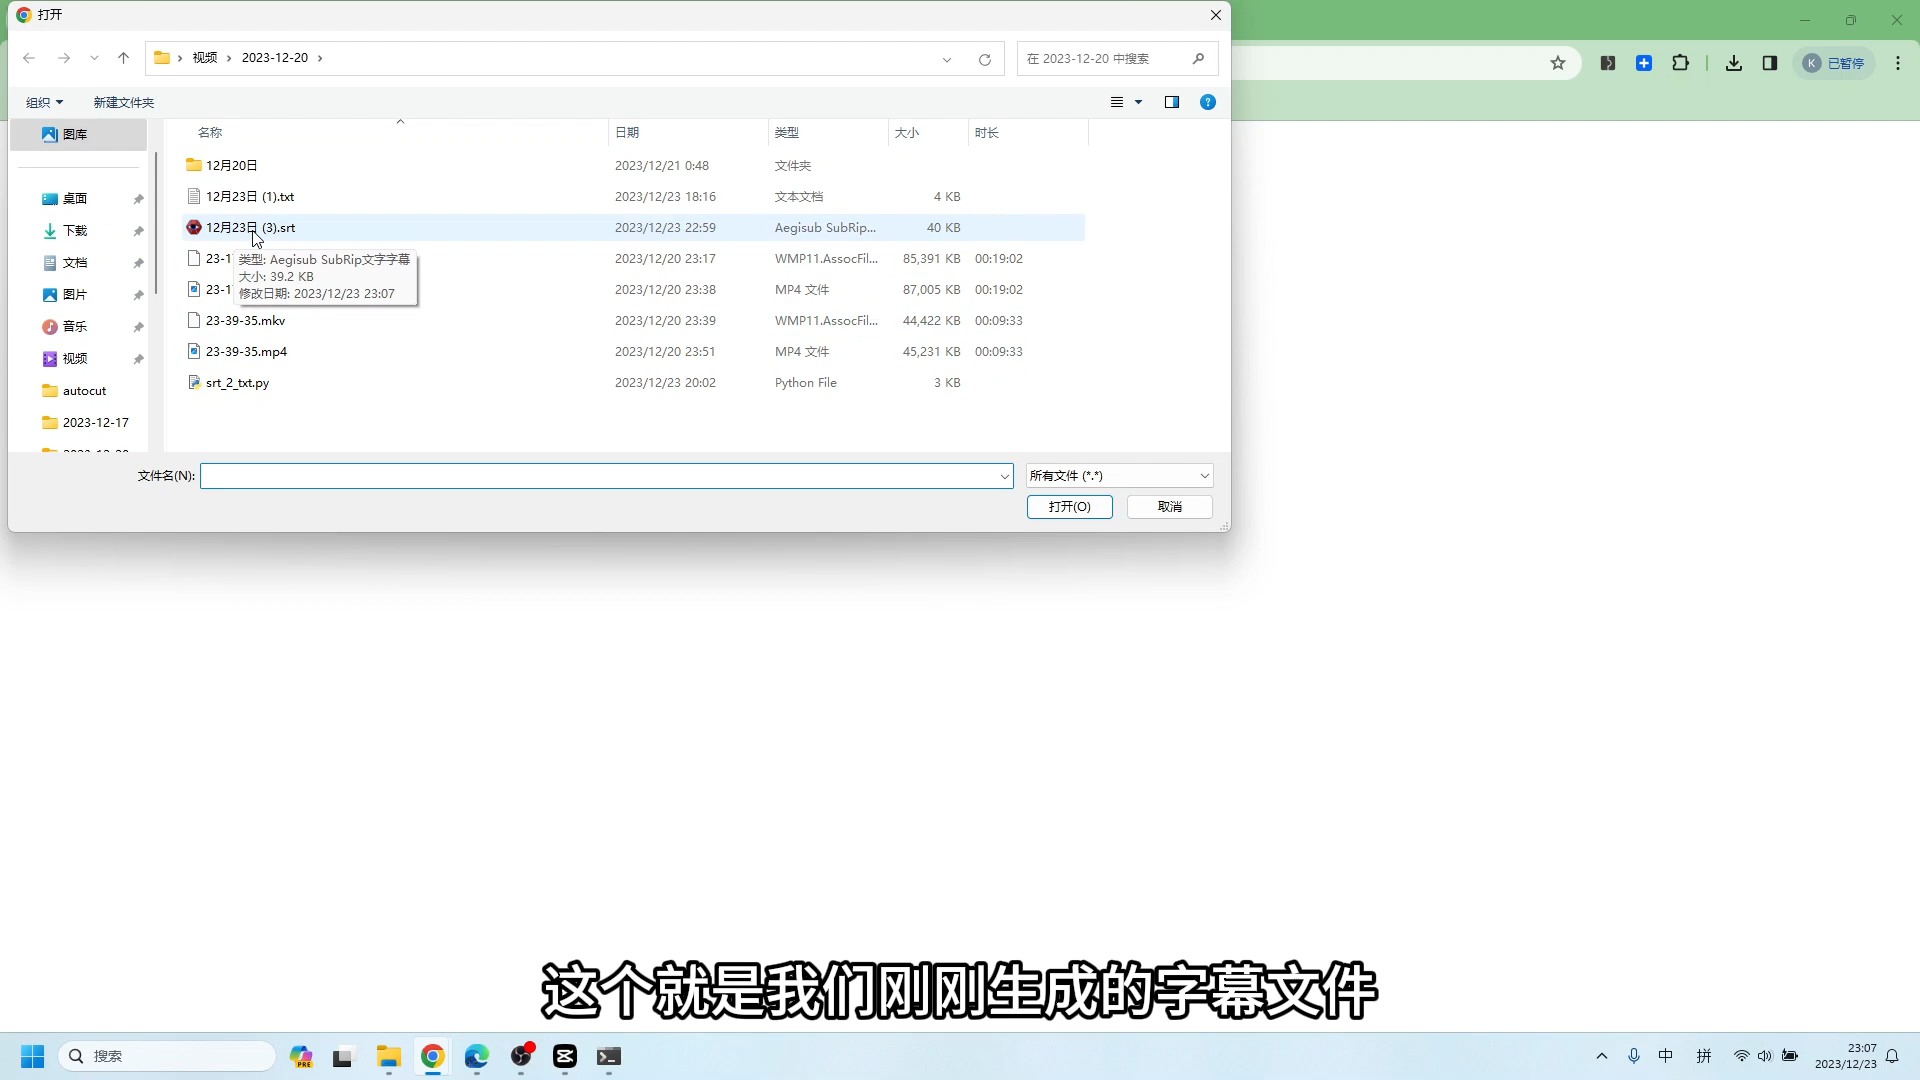 打开
视频 › 2023-12-20 ›
在 2023-12-20 中搜索
K 已暂停
组织 新建文件夹
图库
名称 日期 类型 大小 时长
12月20日 2023/12/21 0:48 文件夹
12月23日 (1).txt 2023/12/23 18:16 文本文档 4 KB
12月23日 (3).srt 2023/12/23 22:59 Aegisub SubRip... 40 KB
23-1 2023/12/20 23:17 WMP11.AssocFil... 85,391 KB 00:19:02
23-1 2023/12/20 23:38 MP4 文件 87,005 KB 00:19:02
23-39-35.mkv 2023/12/20 23:39 WMP11.AssocFil... 44,422 KB 00:09:33
23-39-35.mp4 2023/12/20 23:51 MP4 文件 45,231 KB 00:09:33
srt_2_txt.py 2023/12/23 20:02 Python File 3 KB
类型: Aegisub SubRip文字字幕
大小: 39.2 KB
修改日期: 2023/12/23 23:07
桌面
下载
文档
图片
音乐
视频
autocut
2023-12-17
文件名(N):
所有文件 (*.*)
打开(O) 取消
这个就是我们刚刚生成的字幕文件
搜索
PRE
中 拼
23:07
2023/12/23